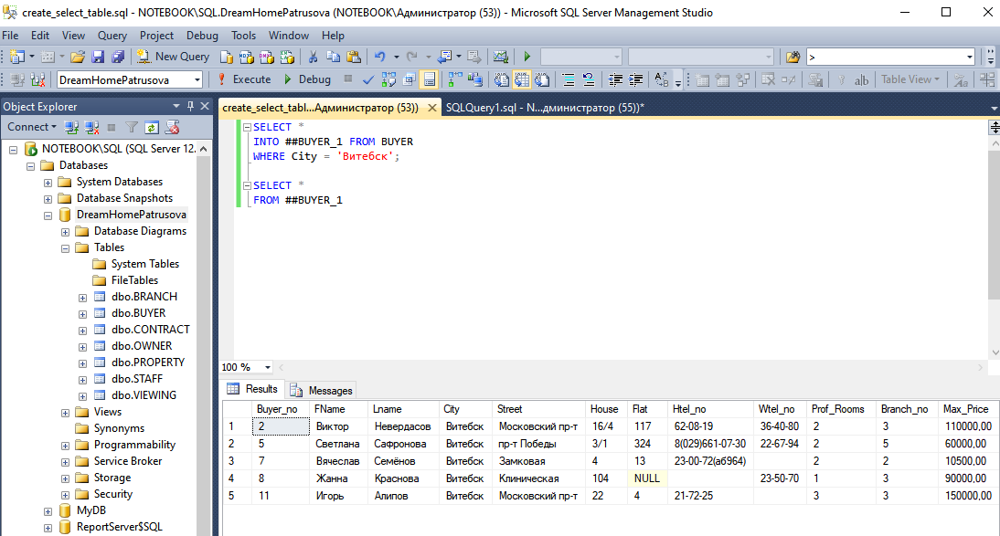 create_select_table.sql - NOTEBOOK\SQL.DreamHomePatrusova (NOTEBOOK\Администратор (53)) - Microsoft SQL Server Management Studio
File Edit View Query Project Debug Tools Window Help
New Query >
DreamHomePatrusova Execute Debug Table View
Object Explorer
Connect
NOTEBOOK\SQL (SQL Server 12.
Databases
System Databases
Database Snapshots
DreamHomePatrusova
Database Diagrams
Tables
System Tables
FileTables
dbo.BRANCH
dbo.BUYER
dbo.CONTRACT
dbo.OWNER
dbo.PROPERTY
dbo.STAFF
dbo.VIEWING
Views
Synonyms
Programmability
Service Broker
Storage
Security
MyDB
ReportServer$SQL
create_select_tabl...Администратор (53)) SQLQuery1.sql - N...дминистратор (55))*
SELECT *
INTO ##BUYER_1 FROM BUYER
WHERE City = 'Витебск';
SELECT *
FROM ##BUYER_1
100 %
Results Messages
Buyer_no FName Lname City Street House Flat Htel_no Wtel_no Prof_Rooms Branch_no Max_Price
1 2 Виктор Невердасов Витебск Московский пр-т 16/4 117 62-08-19 36-40-80 2 3 110000,00
2 5 Светлана Сафронова Витебск пр-т Победы 3/1 324 8(029)661-07-30 22-67-94 2 5 60000,00
3 7 Вячеслав Семёнов Витебск Замковая 4 13 23-00-72(аб964) 2 2 10500,00
4 8 Жанна Краснова Витебск Клиническая 104 NULL 23-50-70 1 3 90000,00
5 11 Игорь Алипов Витебск Московский пр-т 22 4 21-72-25 3 3 150000,00